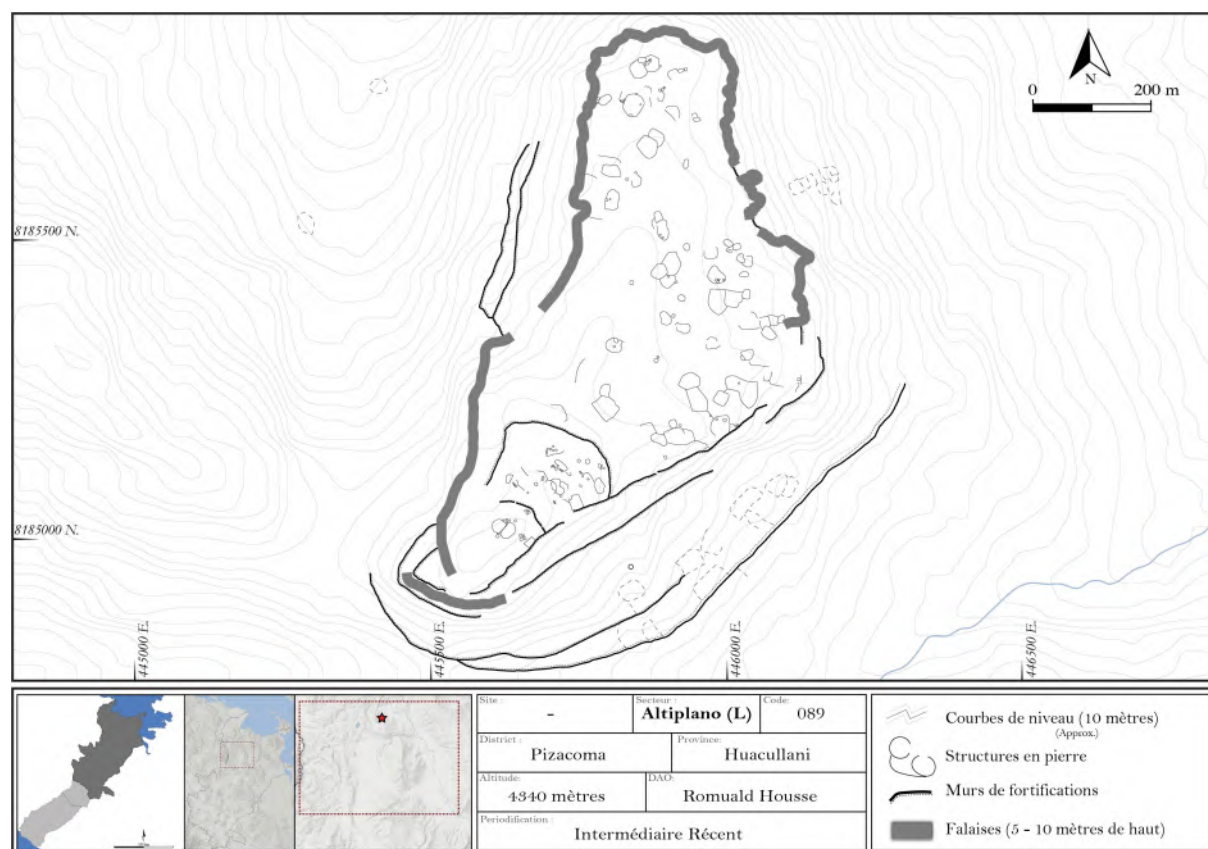 N
0 200 m
8185500 N.
8185000 N.
445000 E.
445500 E.
446000 E.
446500 E.
Site :
-
Secteur :
Altiplano (L)
Code:
089
District :
Pizacoma
Province:
Huacullani
Altitude:
4340 mètres
DAO:
Romuald Housse
Periodification :
Intermédiaire Récent
Courbes de niveau (10 mètres)
(Approx.)
Structures en pierre
Murs de fortifications
Falaises (5 - 10 mètres de haut)